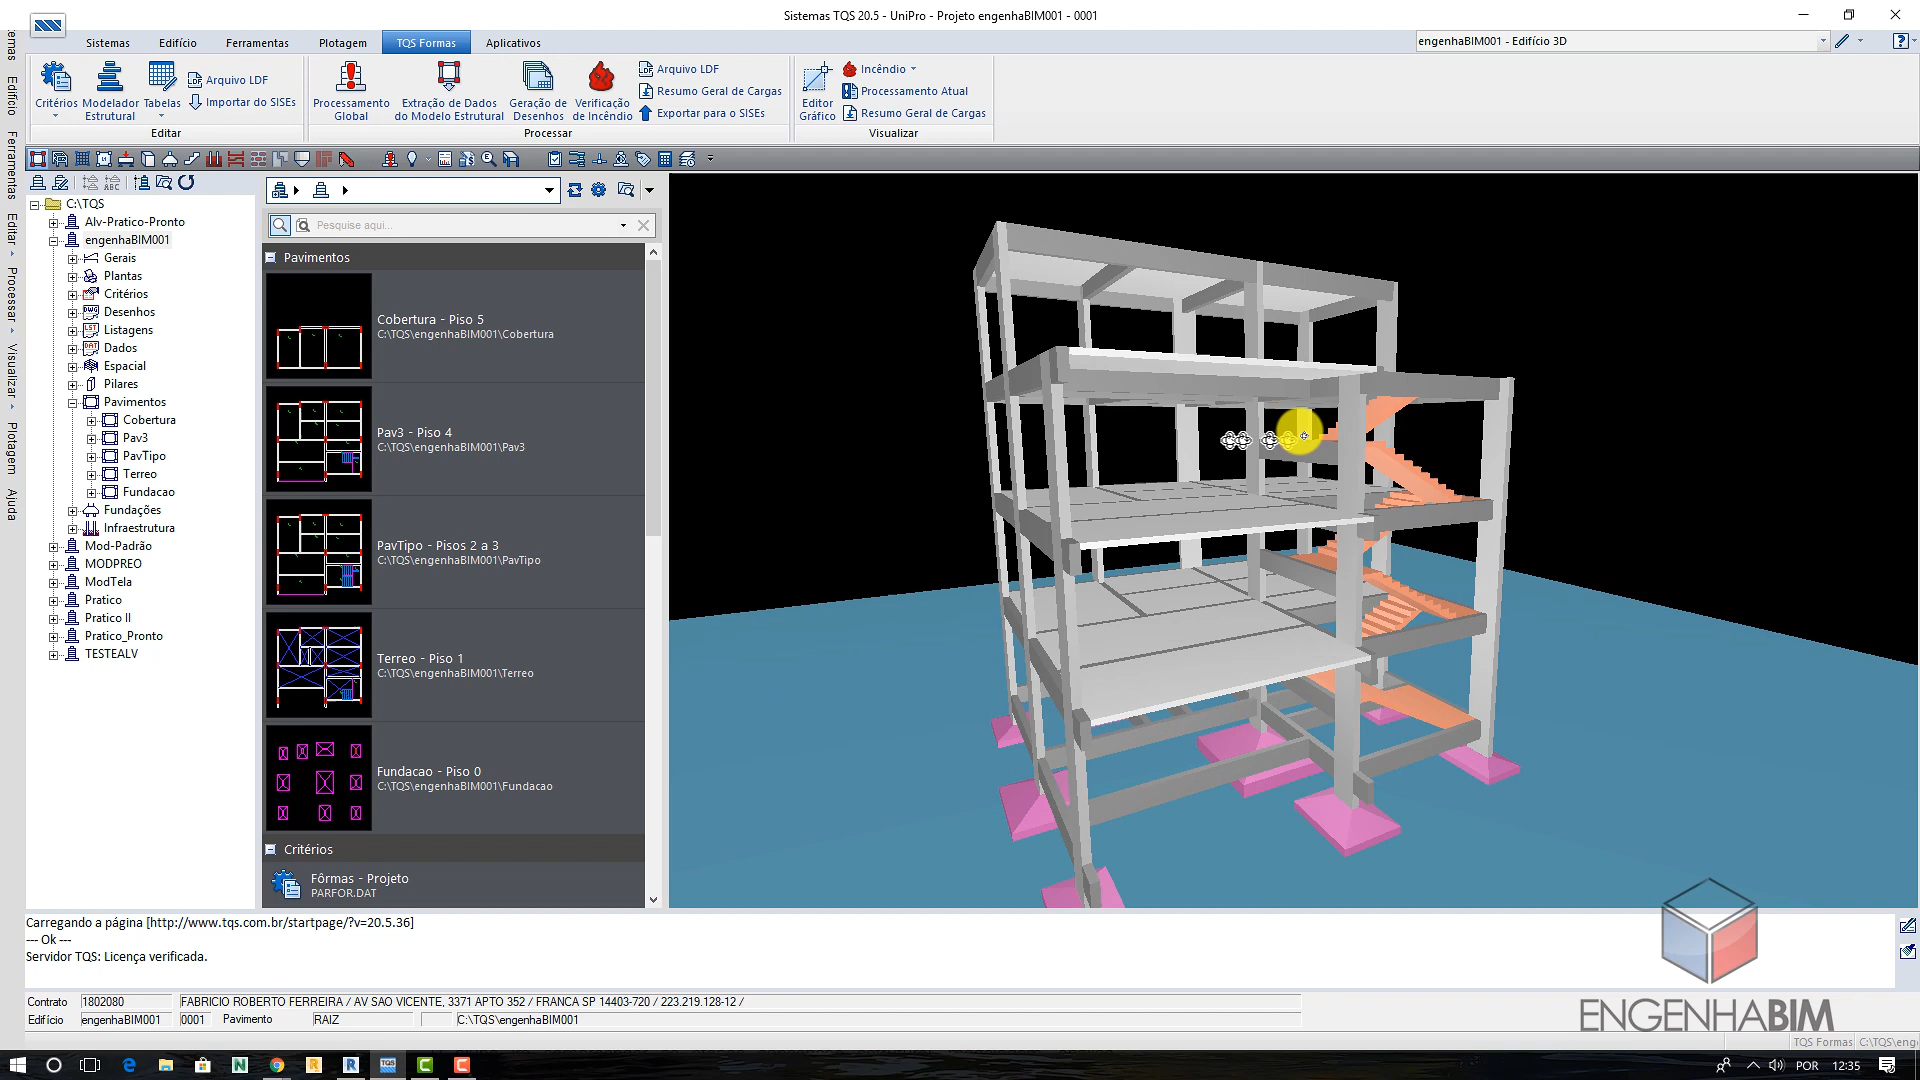 Sistemas TQS 20.5 - UniPro - Projeto engenhaBIM001 - 0001
Sistemas
Edifício
Ferramentas
Plotagem
TQS Formas
Aplicativos
engenhaBIM001 - Edifício 3D
Critérios
Modelador Estrutural
Tabelas
Arquivo LDF
Importar do SISEs
Editar
Processamento Global
Extração de Dados do Modelo Estrutural
Geração de Desenhos
Verificação de Incêndio
Arquivo LDF
Resumo Geral de Cargas
Exportar para o SISEs
Processar
Editor Gráfico
Incêndio
Processamento Atual
Resumo Geral de Cargas
Visualizar
Edifício
Ferramentas
Editar
Processar
Visualizar
Plotagem
Ajuda
C:\TQS
Alv-Pratico-Pronto
engenhaBIM001
Gerais
Plantas
Critérios
Desenhos
Listagens
Dados
Espacial
Pilares
Pavimentos
Cobertura
Pav3
PavTipo
Terreo
Fundacao
Fundações
Infraestrutura
Mod-Padrão
MODPREO
ModTela
Pratico
Pratico II
Pratico_Pronto
TESTEALV
Pesquise aqui...
Pavimentos
Cobertura - Piso 5
C:\TQS\engenhaBIM001\Cobertura
Pav3 - Piso 4
C:\TQS\engenhaBIM001\Pav3
PavTipo - Pisos 2 a 3
C:\TQS\engenhaBIM001\PavTipo
Terreo - Piso 1
C:\TQS\engenhaBIM001\Terreo
Fundacao - Piso 0
C:\TQS\engenhaBIM001\Fundacao
Critérios
Fôrmas - Projeto
PARFOR.DAT
Carregando a página [http://www.tqs.com.br/startpage/?v=20.5.36]
--- Ok ---
Servidor TQS: Licença verificada.
Contrato 1802080 FABRICIO ROBERTO FERREIRA / AV SAO VICENTE, 3371 APTO 352 / FRANCA SP 14403-720 / 223.219.128-12 /
Edifício engenhaBIM001 0001 Pavimento RAIZ C:\TQS\engenhaBIM001
ENGENHABIM
TQS Formas C:\TQS\eng
POR 12:35